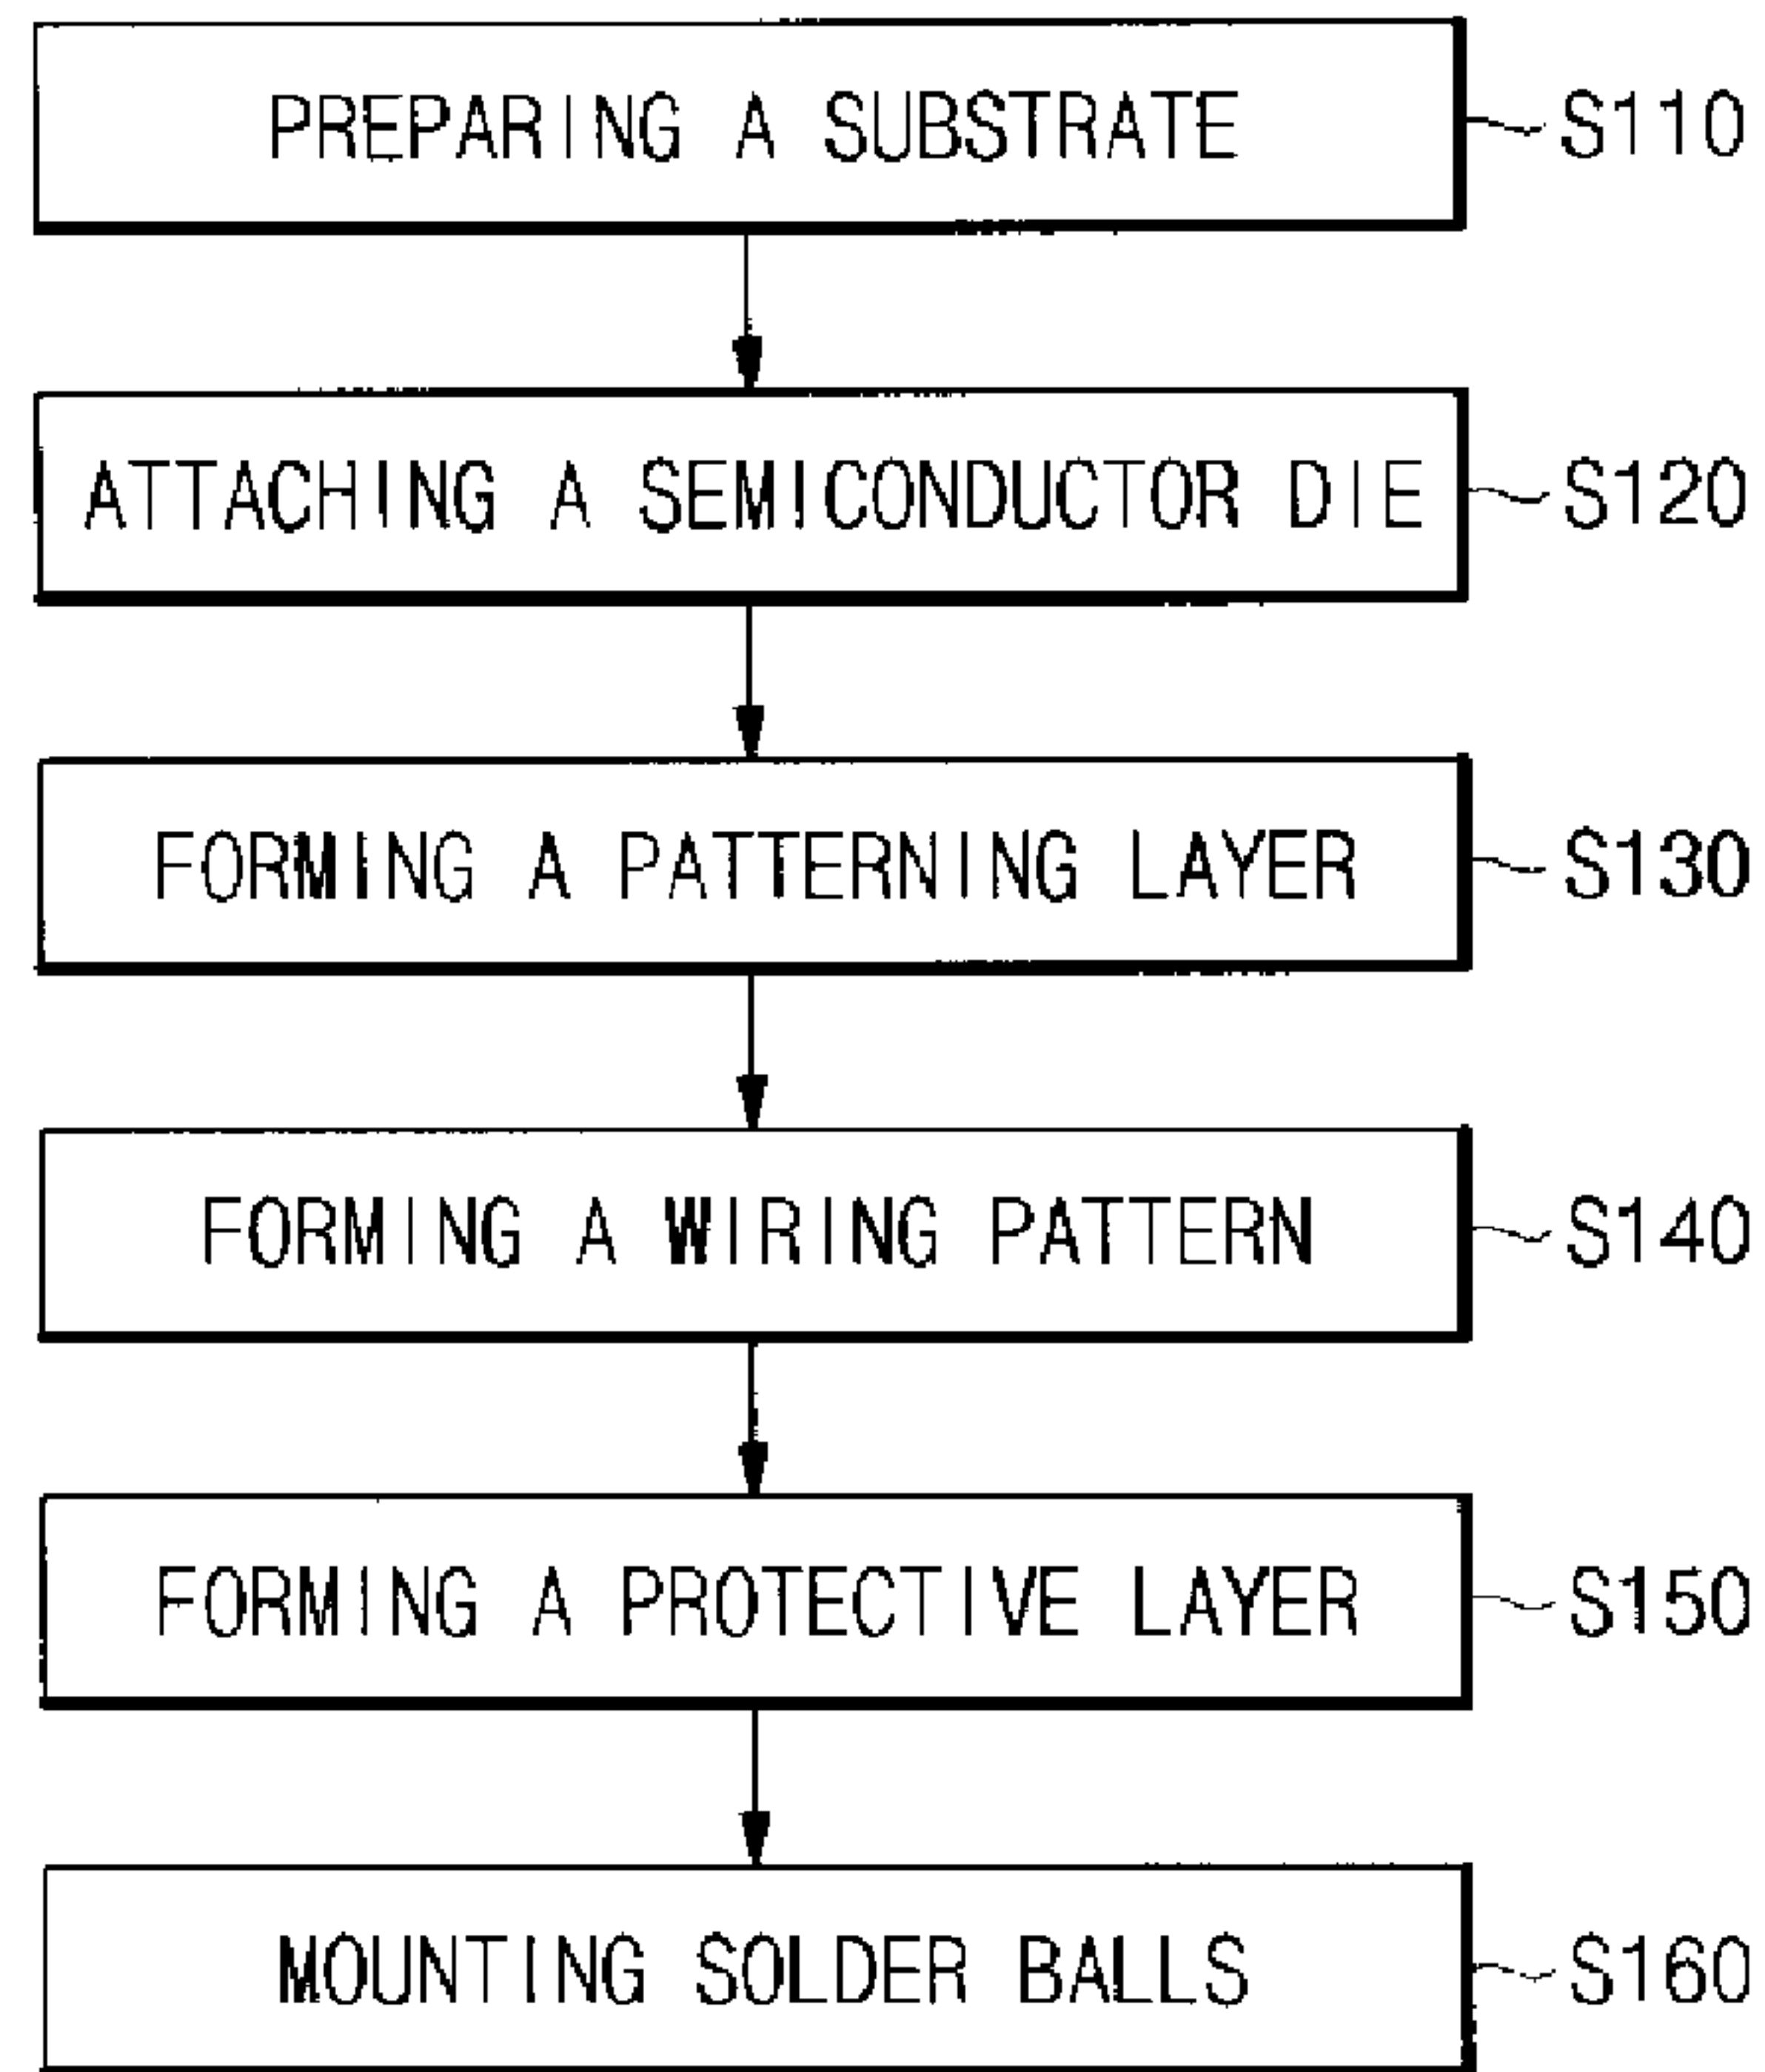 PREPARING A SUBSTRATE S110
ATTACHING A SEMICONDUCTOR DIE S120
FORMING A PATTERNING LAYER S130
FORMING A WIRING PATTERN S140
FORMING A PROTECTIVE LAYER S150
MOUNTING SOLDER BALLS S160